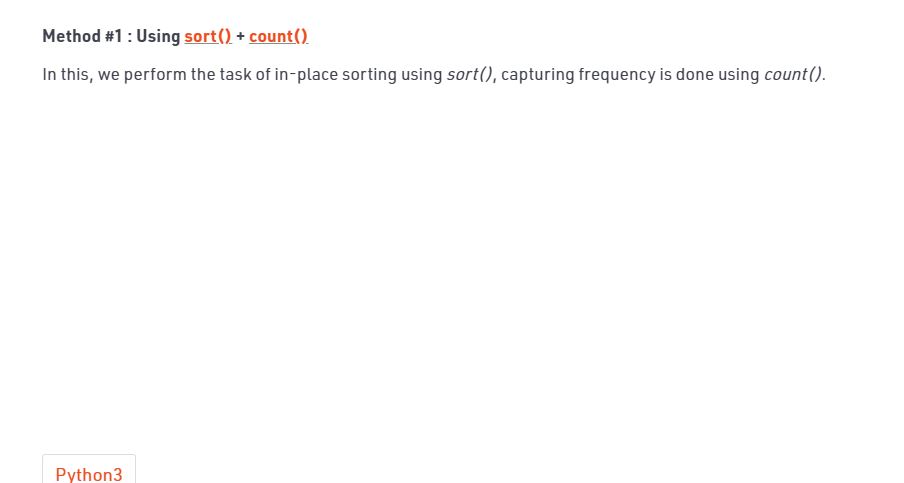 Method #1 : Using sort() + count()
In this, we perform the task of in-place sorting using sort(), capturing frequency is done using count().
Python3